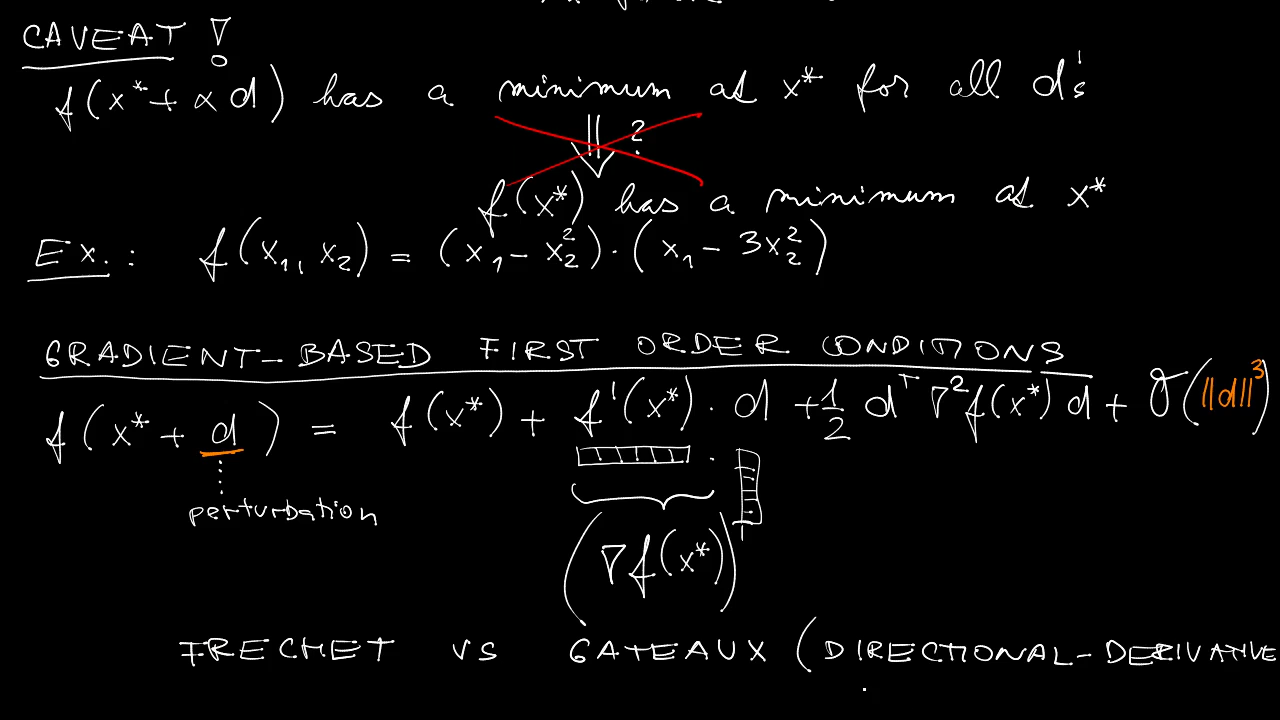 CAVEAT !
f(x* + α d) has a minimum at x* for all d's
⇓ ?
f(x*) has a minimum at x*
Ex.: f(x₁, x₂) = (x₁ - x₂²)·(x₁ - 3x₂²)
GRADIENT-BASED FIRST ORDER CONDITIONS
f(x* + d) = f(x*) + f'(x*)·d + 1/2 dᵀ ∇²f(x*) d + O(||d||³)
perturbation
(∇f(x*))ᵀ
FRECHET VS GATEAUX (DIRECTIONAL-DERIVATIVE